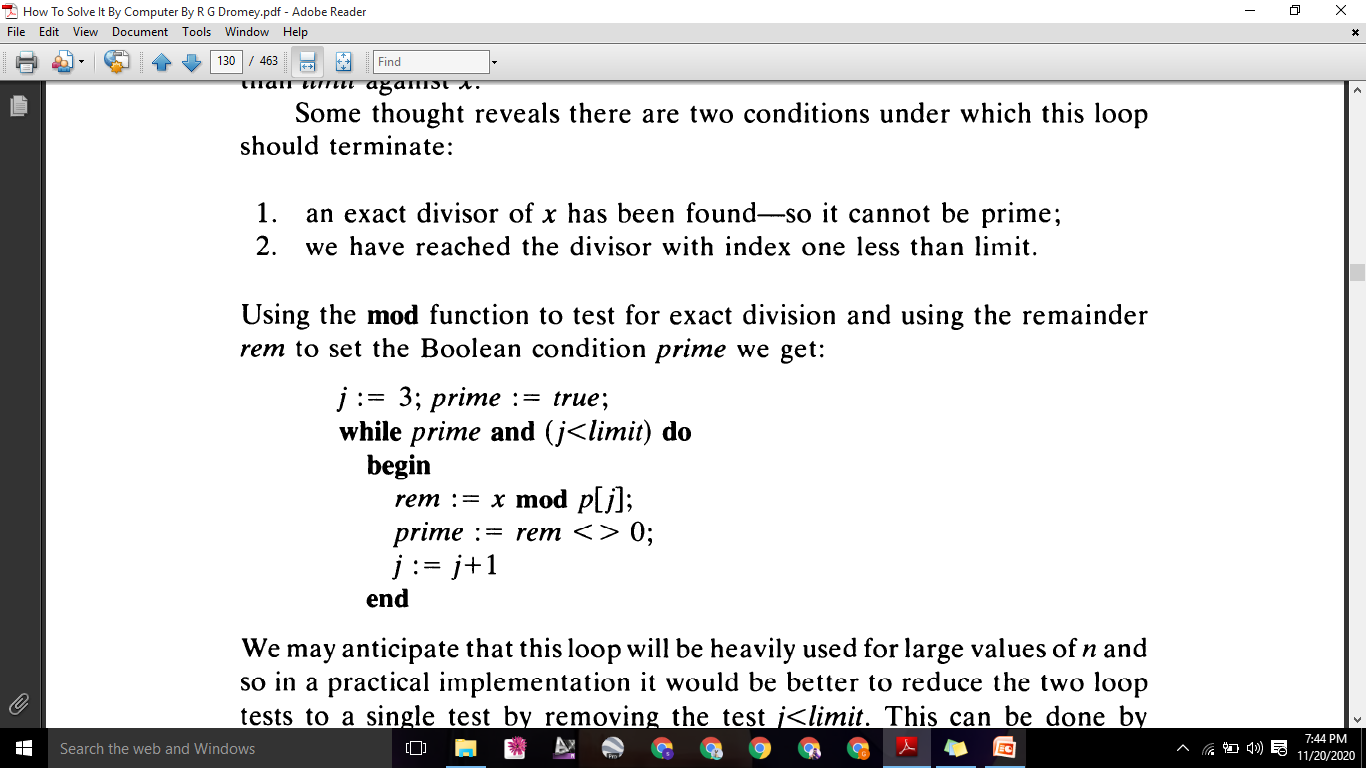 How To Solve It By Computer By R G Dromey.pdf - Adobe Reader
File Edit View Document Tools Window Help
130 / 463 Find
than limit against x.
Some thought reveals there are two conditions under which this loop
should terminate:
1. an exact divisor of x has been found—so it cannot be prime;
2. we have reached the divisor with index one less than limit.
Using the mod function to test for exact division and using the remainder
rem to set the Boolean condition prime we get:
j := 3; prime := true;
while prime and (j<limit) do
begin
rem := x mod p[j];
prime := rem < > 0;
j := j+1
end
We may anticipate that this loop will be heavily used for large values of n and
so in a practical implementation it would be better to reduce the two loop
tests to a single test by removing the test j<limit. This can be done by
Search the web and Windows
7:44 PM
11/20/2020